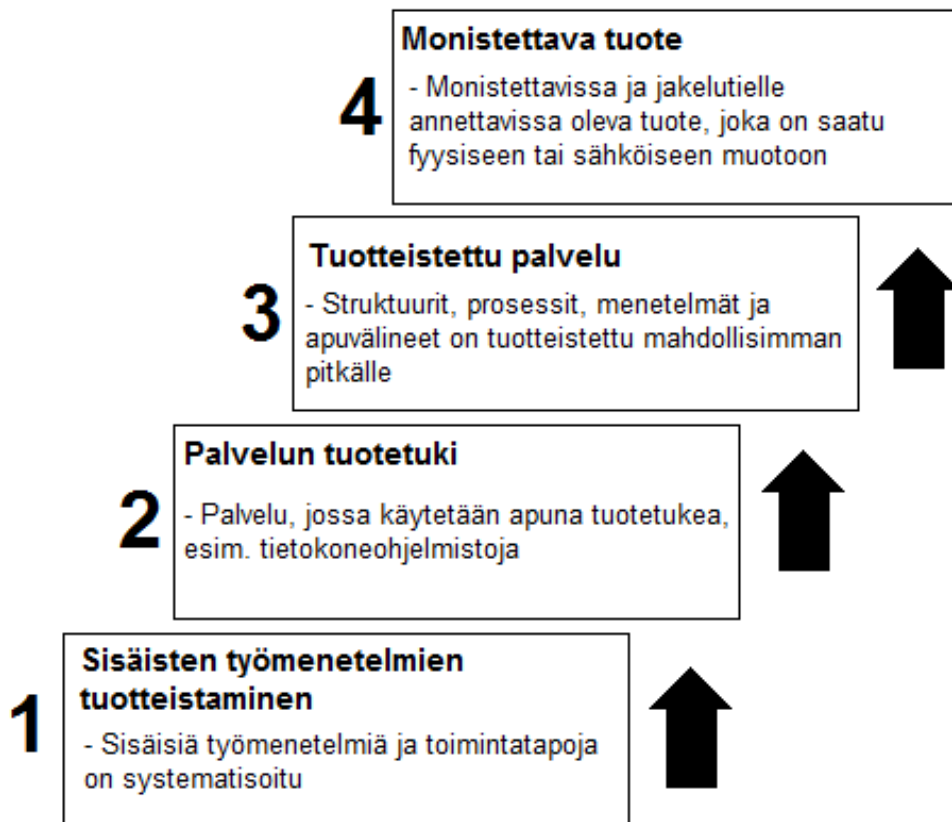 Monistettava tuote
4
- Monistettavissa ja jakelutielle
annettavissa oleva tuote, joka on saatu
fyysiseen tai sähköiseen muotoon
Tuotteistettu palvelu
3
- Struktuurit, prosessit, menetelmät ja
apuvälineet on tuotteistettu mahdollisimman
pitkälle
Palvelun tuotetuki
2
- Palvelu, jossa käytetään apuna tuotetukea,
esim. tietokoneohjelmistoja
Sisäisten työmenetelmien
tuotteistaminen
1
- Sisäisiä työmenetelmiä ja toimintatapoja
on systematisoitu